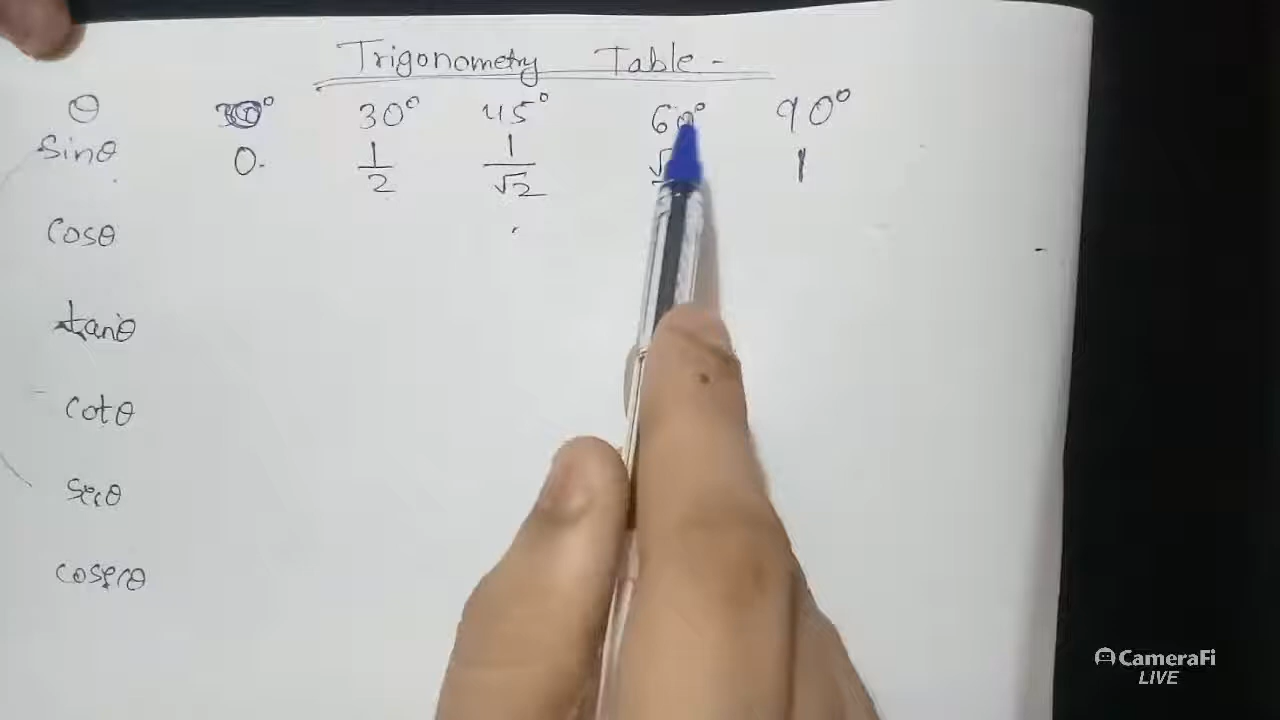 Trigonometry Table -
θ 0° 30° 45° 60° 90°
sinθ 0 1/2 1/√2 √ 1
cosθ
tanθ
cotθ
secθ
cosecθ
CameraFi
LIVE